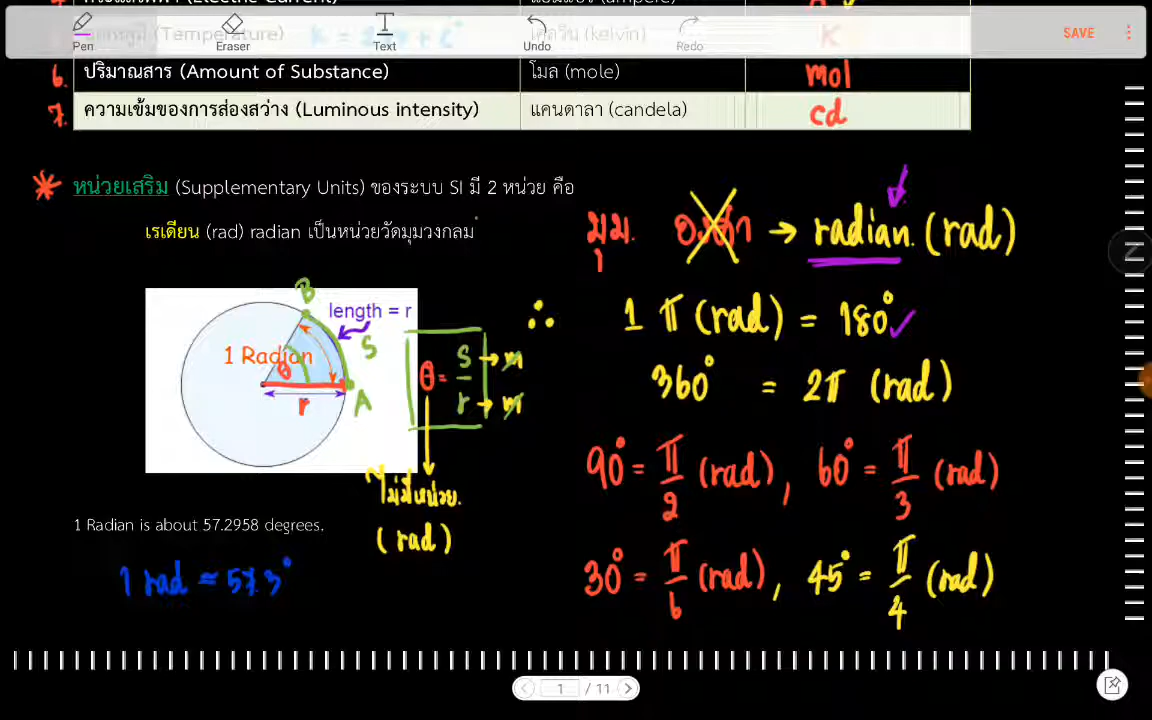 Pen
Eraser
Text
Undo
Redo
SAVE
(Temperature)
(kelvin)
K
6. ปริมาณสาร (Amount of Substance) โมล (mole) mol
7. ความเข้มของการส่องสว่าง (Luminous intensity) แคนดาลา (candela) cd
* หน่วยเสริม (Supplementary Units) ของระบบ SI มี 2 หน่วย คือ
เรเดียน (rad) radian เป็นหน่วยวัดมุมวงกลม
มุม องศา → radian. (rad)
∴ 1 π (rad) = 180° ✓
360° = 2π (rad)
90° = π/2 (rad), 60° = π/3 (rad)
30° = π/6 (rad), 45° = π/4 (rad)
B
length = r
S
1 Radian
θ
r
A
θ = S/r → m
→ m
ไม่มีหน่วย.
(rad)
1 Radian is about 57.2958 degrees.
1 rad ≈ 57.3°
1 / 11